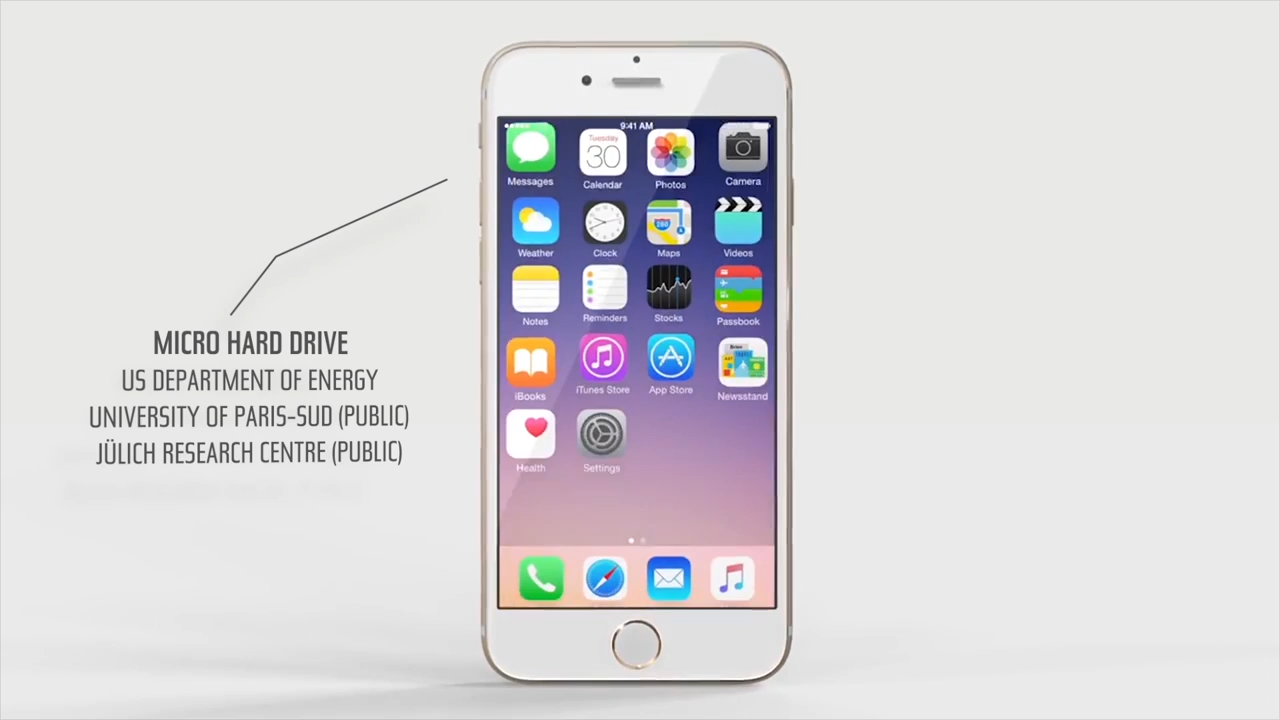 MICRO HARD DRIVE
US DEPARTMENT OF ENERGY
UNIVERSITY OF PARIS-SUD (PUBLIC)
JÜLICH RESEARCH CENTRE (PUBLIC)
9:41 AM
Tuesday
30
Messages Calendar Photos Camera
280
Weather Clock Maps Videos
Notes Reminders Stocks Passbook
News
iBooks iTunes Store App Store Newsstand
Health Settings